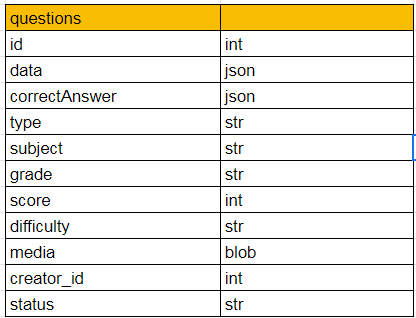 questions
id int
data json
correctAnswer json
type str
subject str
grade str
score int
difficulty str
media blob
creator_id int
status str